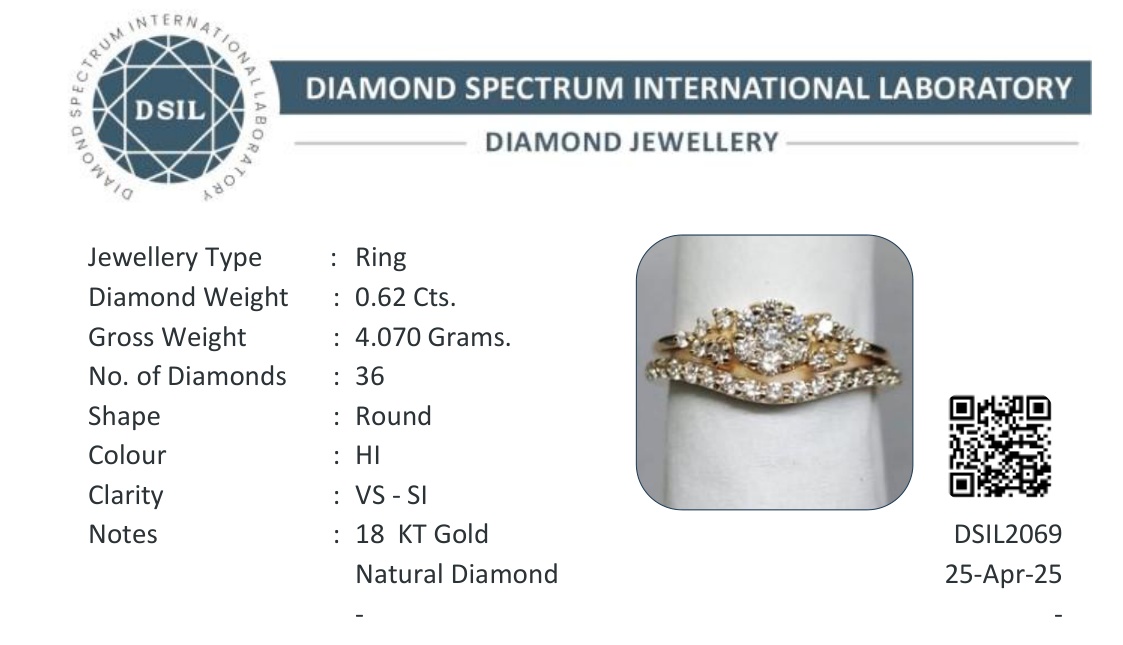 DIAMOND SPECTRUM INTERNATIONAL LABORATORY
DSIL
DIAMOND SPECTRUM INTERNATIONAL LABORATORY
DIAMOND JEWELLERY
Jewellery Type : Ring
Diamond Weight : 0.62 Cts.
Gross Weight : 4.070 Grams.
No. of Diamonds : 36
Shape : Round
Colour : HI
Clarity : VS - SI
Notes : 18 KT Gold
Natural Diamond
-
DSIL2069
25-Apr-25
-